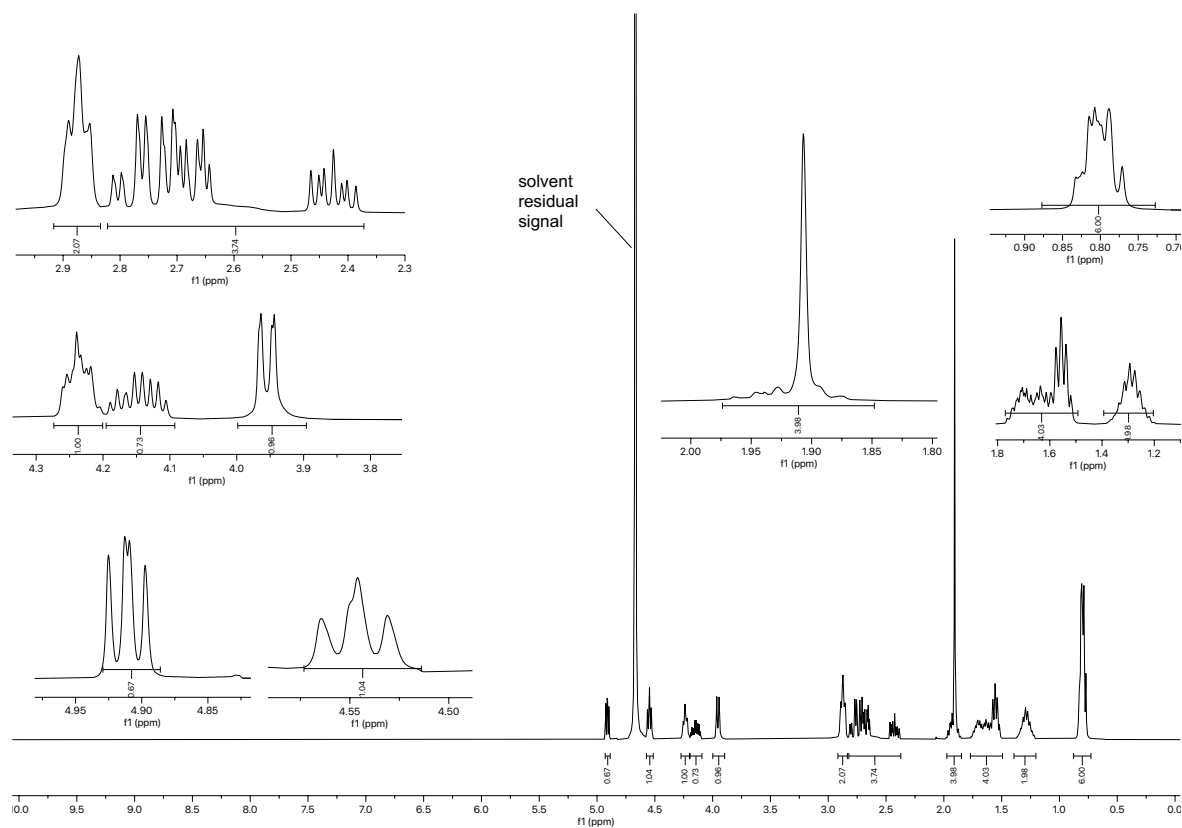 solvent
residual
signal
2.07
3.74
2.9 2.8 2.7 2.6 2.5 2.4 2.3
f1 (ppm)
6.00
0.90 0.85 0.80 0.75 0.70
f1 (ppm)
1.00
0.73
0.96
4.3 4.2 4.1 4.0 3.9 3.8
f1 (ppm)
3.98
2.00 1.95 1.90 1.85 1.80
f1 (ppm)
4.03
1.98
1.8 1.6 1.4 1.2
f1 (ppm)
0.67
4.95 4.90 4.85
f1 (ppm)
1.04
4.55 4.50
f1 (ppm)
0.67 1.04 1.00 0.73 0.96 2.07 3.74 3.98 4.03 1.98 6.00
10.0 9.5 9.0 8.5 8.0 7.5 7.0 6.5 6.0 5.5 5.0 4.5 4.0 3.5 3.0 2.5 2.0 1.5 1.0 0.5 0.0
f1 (ppm)